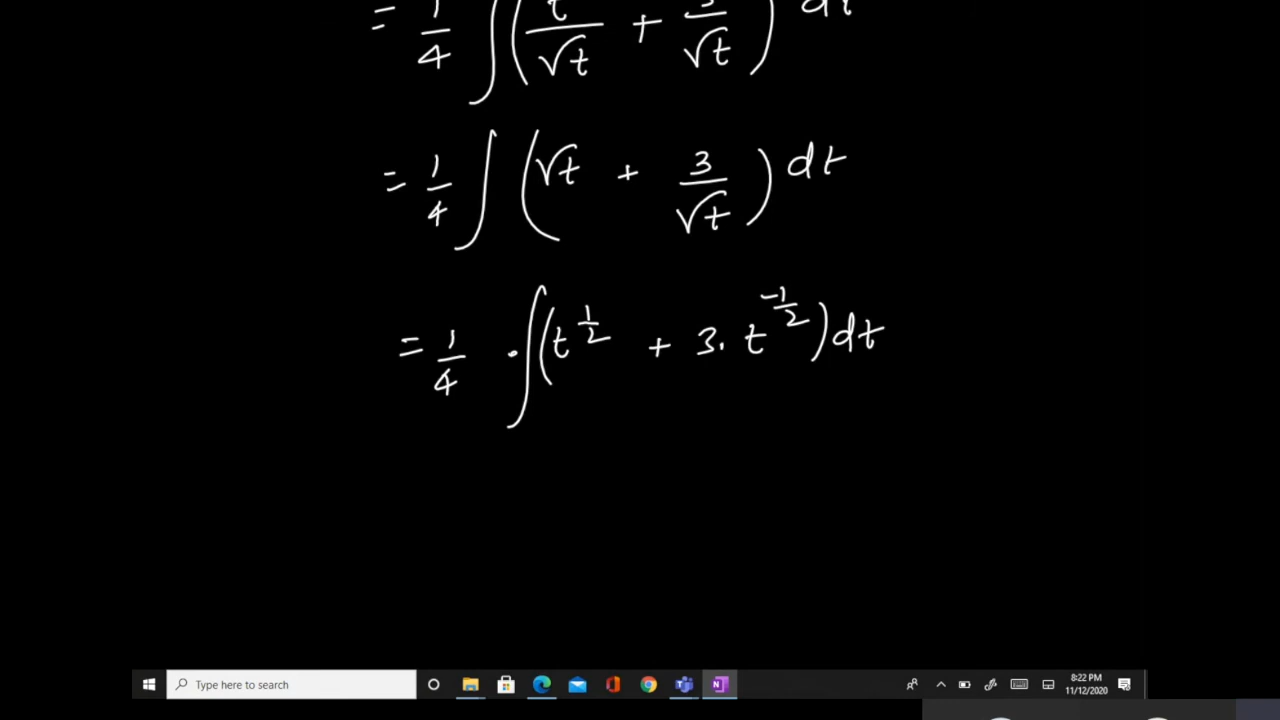 = 1/4 ∫ (t/√t + 3/√t) dt
= 1/4 ∫ (√t + 3/√t) dt
= 1/4 · ∫ (t^{1/2} + 3. t^{-1/2}) dt
Type here to search
8:22 PM
11/12/2020